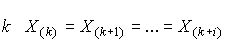 k X₍ₖ₎ = X₍ₖ₊₁₎ = ... = X₍ₖ₊ᵢ₎